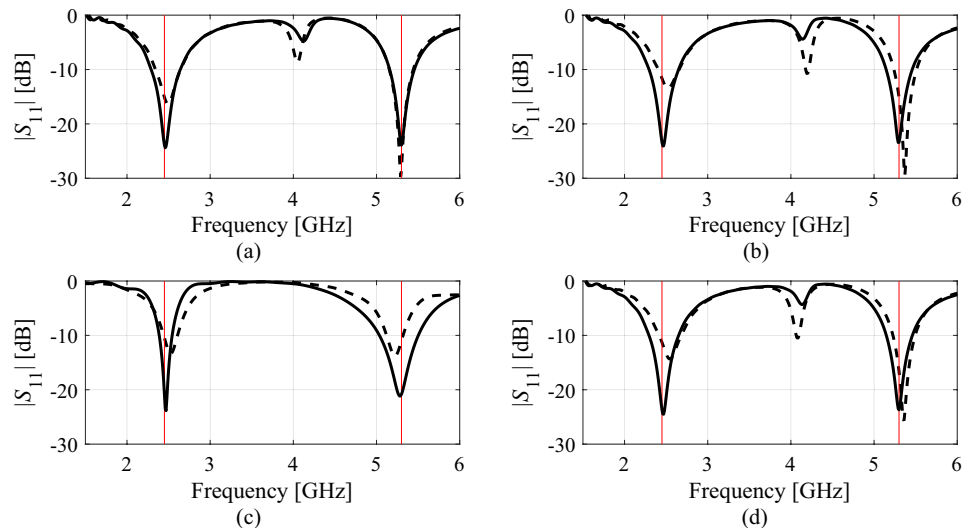 0
-10
-20
-30
|S11| [dB]
2 3 4 5 6
Frequency [GHz]
(a)
0
-10
-20
-30
|S11| [dB]
2 3 4 5 6
Frequency [GHz]
(b)
0
-10
-20
-30
|S11| [dB]
2 3 4 5 6
Frequency [GHz]
(c)
0
-10
-20
-30
|S11| [dB]
2 3 4 5 6
Frequency [GHz]
(d)